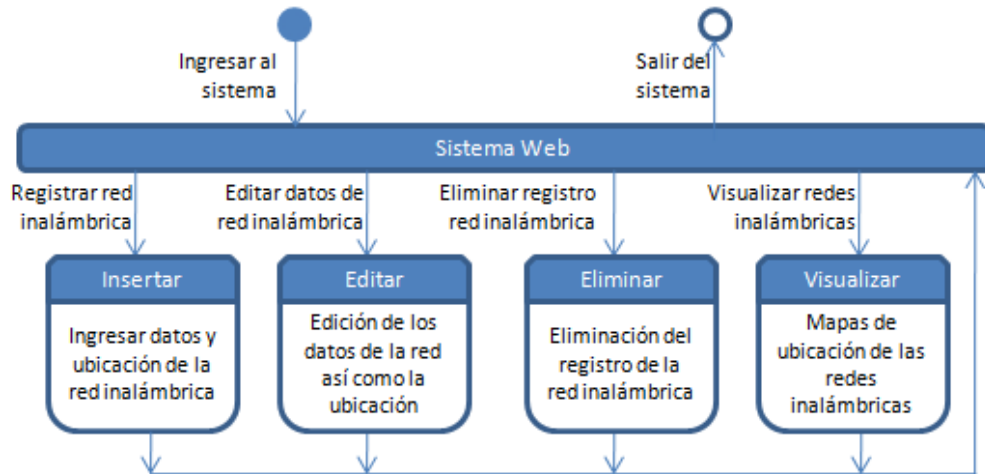 Ingresar al
sistema
Salir del
sistema
Sistema Web
Registrar red
inalámbrica
Editar datos de
red inalámbrica
Eliminar registro
red inalámbrica
Visualizar redes
inalámbricas
Insertar
Ingresar datos y
ubicación de la
red inalámbrica
Editar
Edición de los
datos de la red
así como la
ubicación
Eliminar
Eliminación del
registro de la
red inalámbrica
Visualizar
Mapas de
ubicación de las
redes
inalámbricas